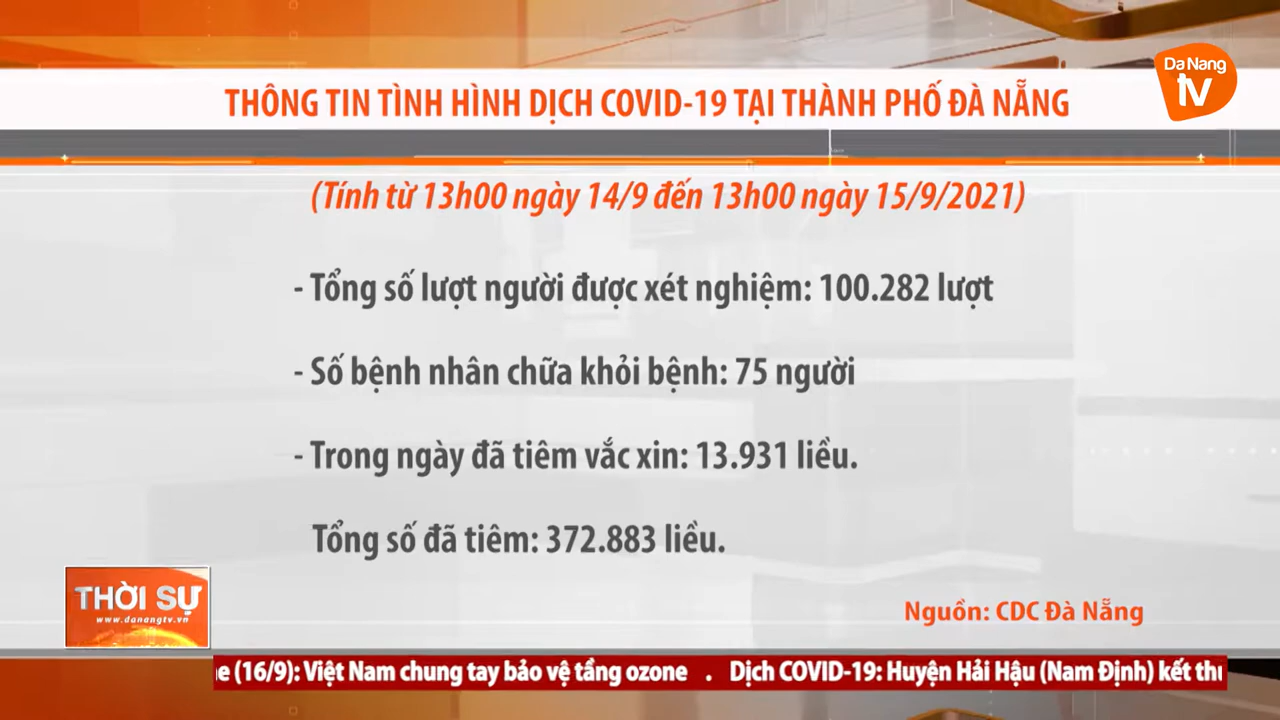 Da Nang
tv
THÔNG TIN TÌNH HÌNH DỊCH COVID-19 TẠI THÀNH PHỐ ĐÀ NẴNG
(Tính từ 13h00 ngày 14/9 đến 13h00 ngày 15/9/2021)
- Tổng số lượt người được xét nghiệm: 100.282 lượt
- Số bệnh nhân chữa khỏi bệnh: 75 người
- Trong ngày đã tiêm vắc xin: 13.931 liều.
Tổng số đã tiêm: 372.883 liều.
THỜI SỰ
www.danangtv.vn
Nguồn: CDC Đà Nẵng
(16/9): Việt Nam chung tay bảo vệ tầng ozone . Dịch COVID-19: Huyện Hải Hậu (Nam Định) kết